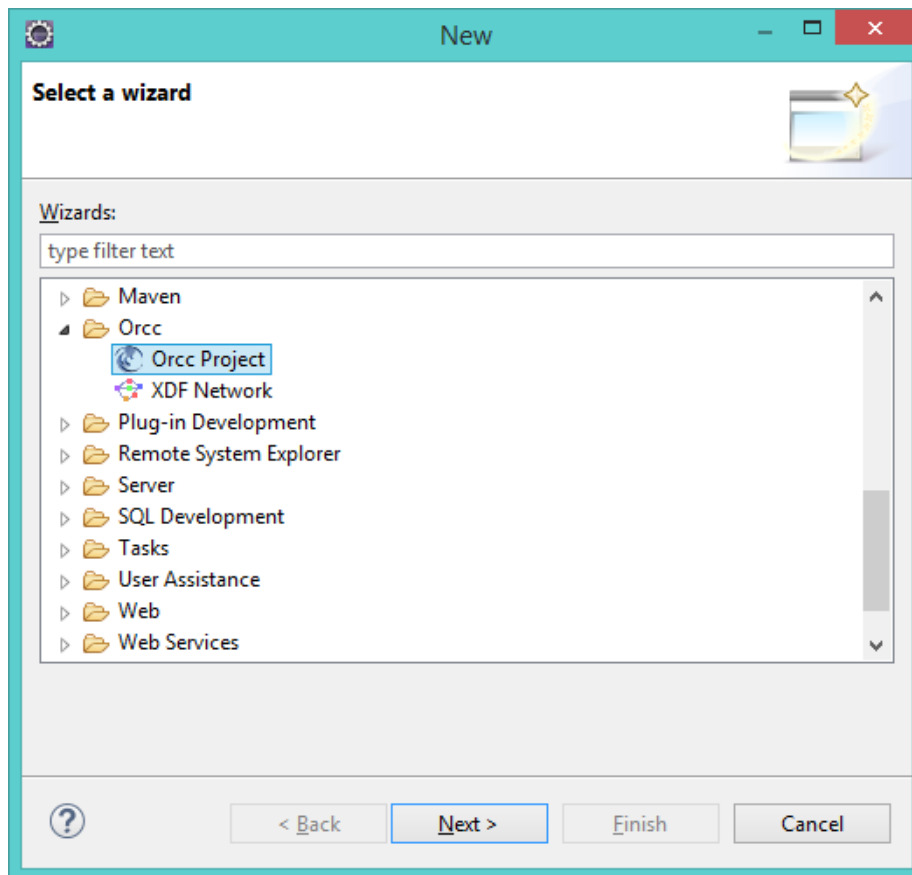 New
Select a wizard
Wizards:
type filter text
Maven
Orcc
Orcc Project
XDF Network
Plug-in Development
Remote System Explorer
Server
SQL Development
Tasks
User Assistance
Web
Web Services
? < Back Next > Finish Cancel